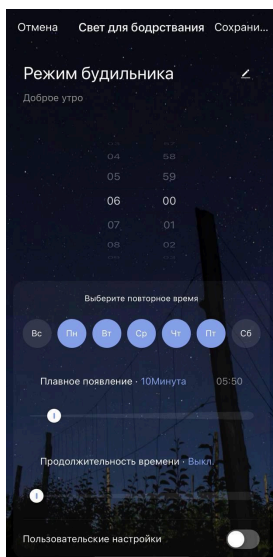 Отмена Свет для бодрствания Сохрани...
Режим будильника
Доброе утро
04 58
05 59
06 00
07 01
08 02
Выберите повторное время
Вс Пн Вт Ср Чт Пт Сб
Плавное появление · 10Минута 05:50
Продолжительность времени · Выкл.
Пользовательские настройки